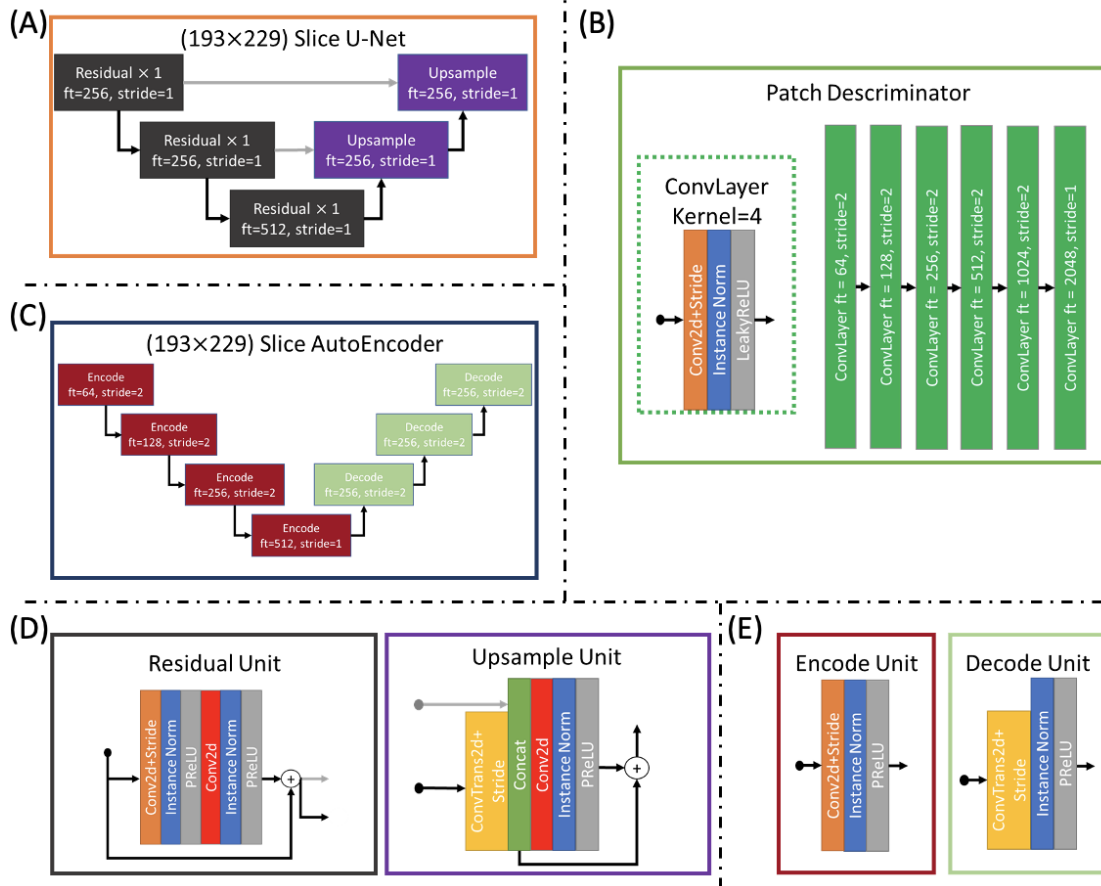 (A)
(193×229) Slice U-Net
Residual × 1
ft=256, stride=1
Upsample
ft=256, stride=1
Residual × 1
ft=256, stride=1
Upsample
ft=256, stride=1
Residual × 1
ft=512, stride=1
(B)
Patch Descriminator
ConvLayer
Kernel=4
Conv2d+Stride
Instance Norm
LeakyReLU
ConvLayer ft = 64, stride=2
ConvLayer ft = 128, stride=2
ConvLayer ft = 256, stride=2
ConvLayer ft = 512, stride=2
ConvLayer ft = 1024, stride=2
ConvLayer ft = 2048, stride=1
(C)
(193×229) Slice AutoEncoder
Encode
ft=64, stride=2
Decode
ft=256, stride=2
Encode
ft=128, stride=2
Decode
ft=256, stride=2
Encode
ft=256, stride=2
Decode
ft=256, stride=2
Encode
ft=512, stride=1
(D)
Residual Unit
Conv2d+Stride
Instance Norm
PReLU
Conv2d
Instance Norm
PReLU
+
Upsample Unit
ConvTrans2d+
Stride
Concat
Conv2d
Instance Norm
PReLU
+
(E)
Encode Unit
Conv2d+Stride
Instance Norm
PReLU
Decode Unit
ConvTrans2d+
Stride
Instance Norm
PReLU